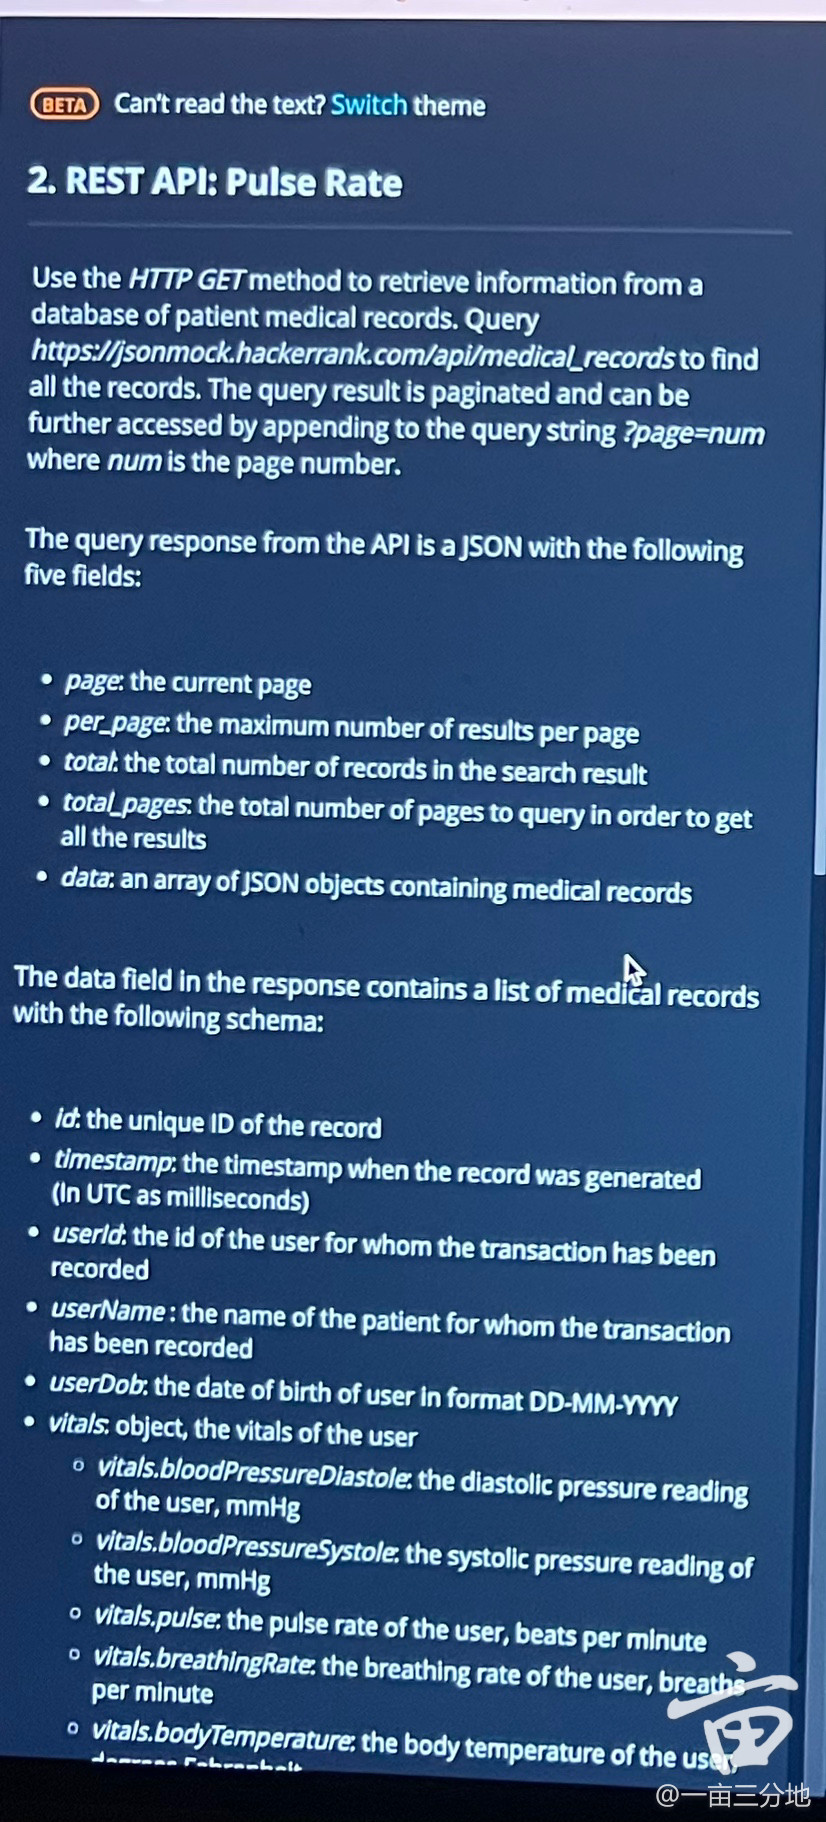 BETA Can't read the text? Switch theme
2. REST API: Pulse Rate
Use the HTTP GET method to retrieve information from a
database of patient medical records. Query
https://jsonmock.hackerrank.com/api/medical_records to find
all the records. The query result is paginated and can be
further accessed by appending to the query string ?page=num
where num is the page number.
The query response from the API is a JSON with the following
five fields:
• page: the current page
• per_page: the maximum number of results per page
• total: the total number of records in the search result
• total_pages: the total number of pages to query in order to get
all the results
• data: an array of JSON objects containing medical records
The data field in the response contains a list of medical records
with the following schema:
• id: the unique ID of the record
• timestamp: the timestamp when the record was generated
(In UTC as milliseconds)
• userId: the id of the user for whom the transaction has been
recorded
• userName : the name of the patient for whom the transaction
has been recorded
• userDob: the date of birth of user in format DD-MM-YYYY
• vitals: object, the vitals of the user
○ vitals.bloodPressureDiastole: the diastolic pressure reading
of the user, mmHg
○ vitals.bloodPressureSystole: the systolic pressure reading of
the user, mmHg
○ vitals.pulse: the pulse rate of the user, beats per minute
○ vitals.breathingRate: the breathing rate of the user, breaths
per minute
○ vitals.bodyTemperature: the body temperature of the user,
degrees Fahrenheit
亩
@一亩三分地